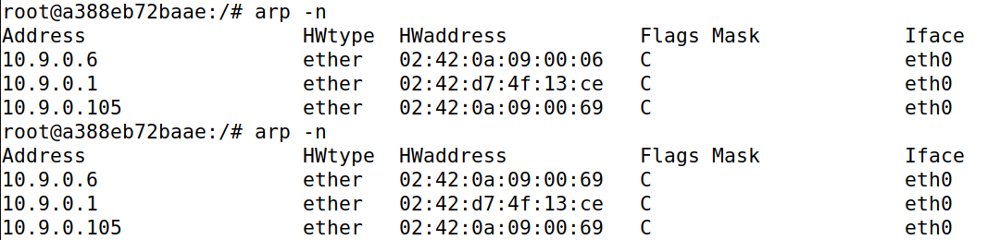 root@a388eb72baae:/# arp -n
Address                  HWtype  HWaddress           Flags Mask            Iface
10.9.0.6                 ether   02:42:0a:09:00:06   C                     eth0
10.9.0.1                 ether   02:42:d7:4f:13:ce   C                     eth0
10.9.0.105               ether   02:42:0a:09:00:69   C                     eth0
root@a388eb72baae:/# arp -n
Address                  HWtype  HWaddress           Flags Mask            Iface
10.9.0.6                 ether   02:42:0a:09:00:69   C                     eth0
10.9.0.1                 ether   02:42:d7:4f:13:ce   C                     eth0
10.9.0.105               ether   02:42:0a:09:00:69   C                     eth0